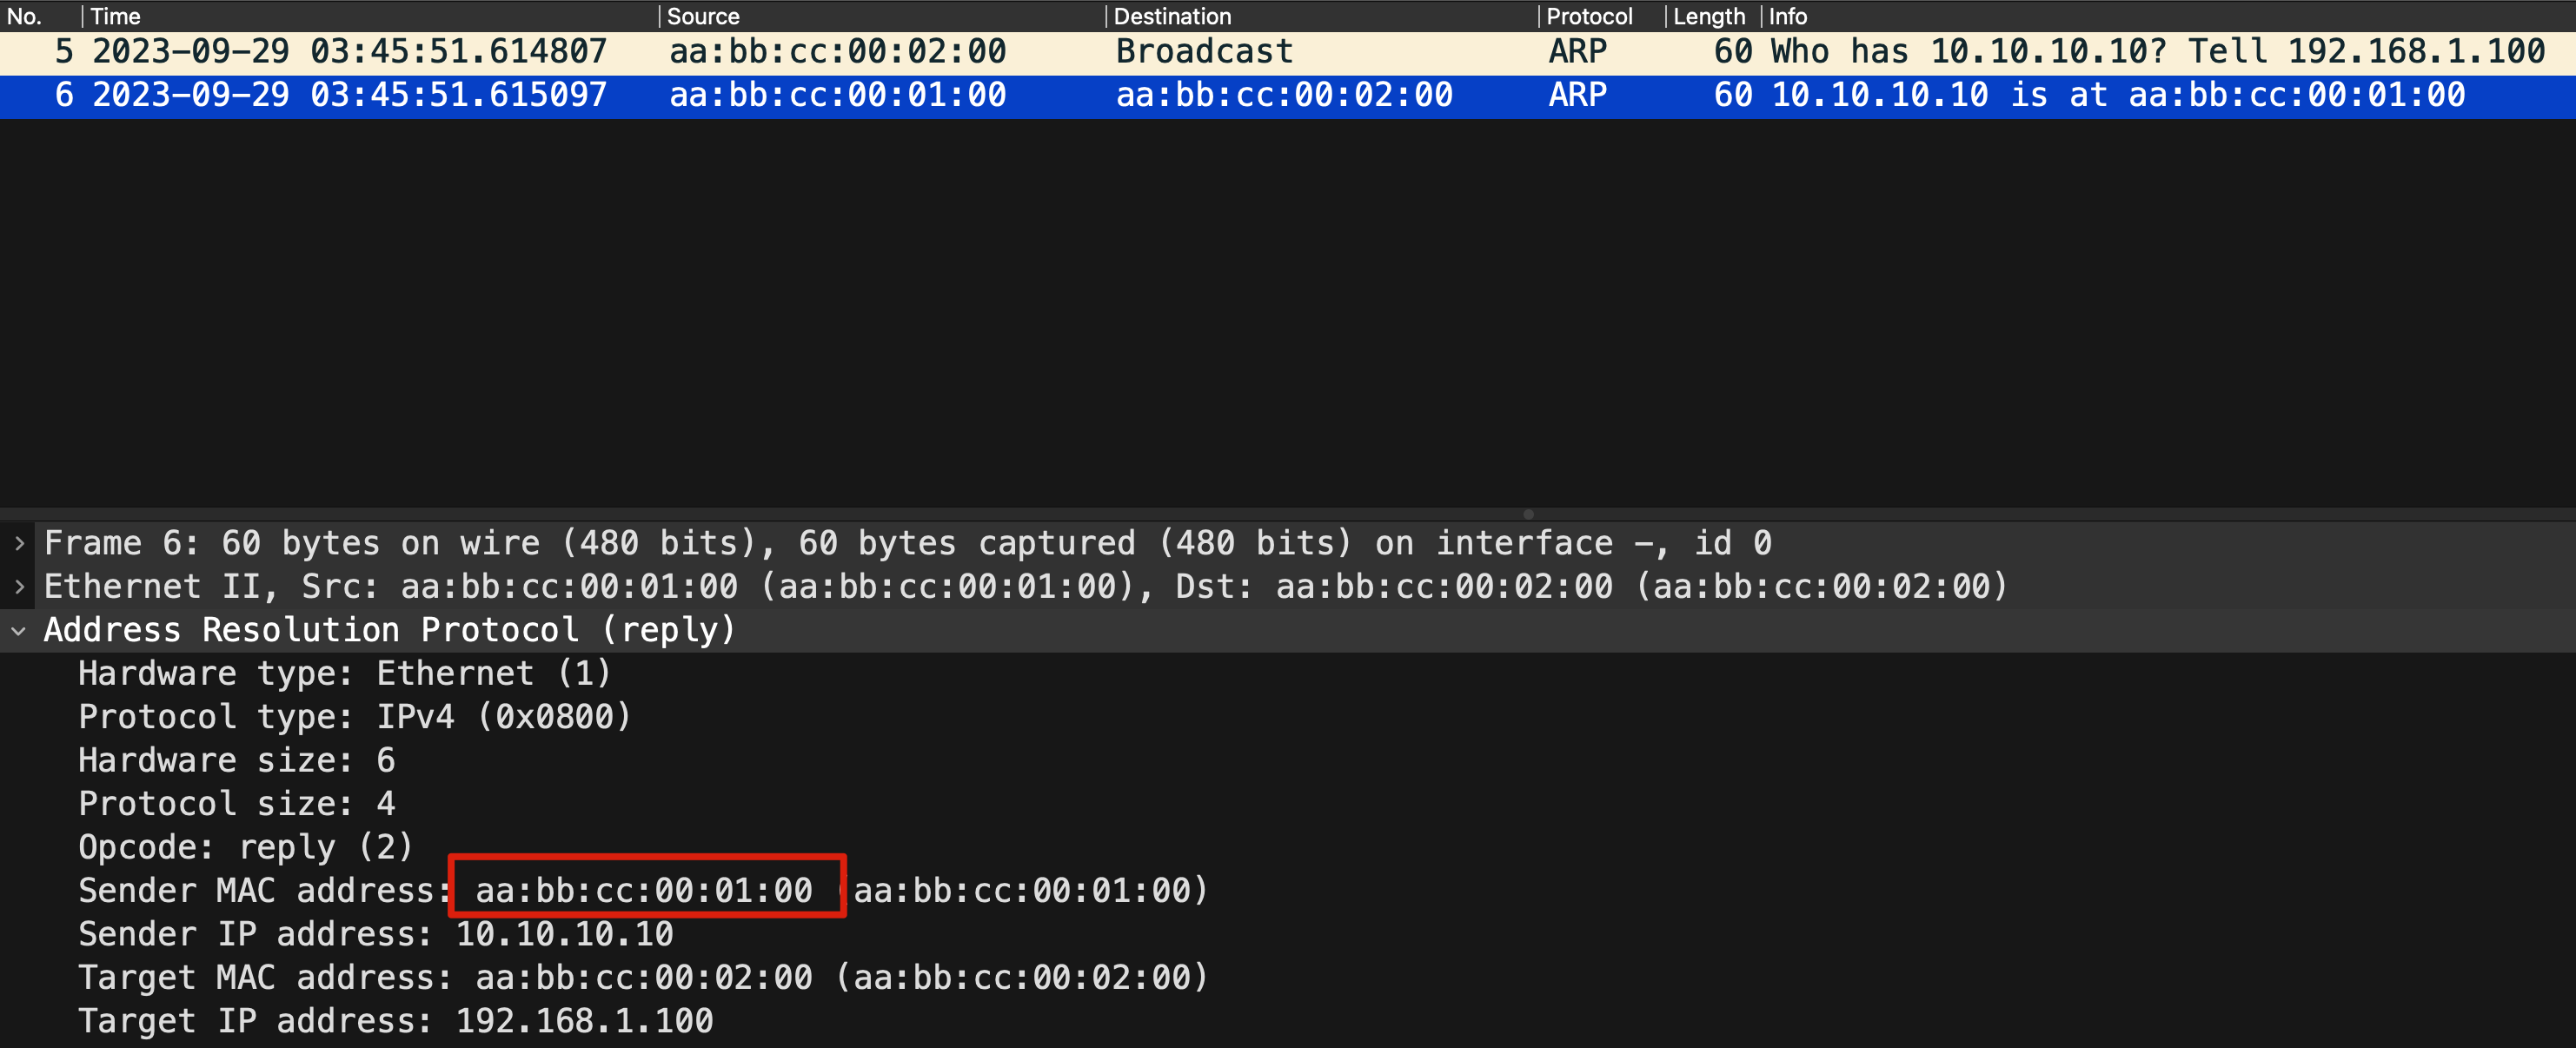 No. Time Source Destination Protocol Length Info
5 2023-09-29 03:45:51.614807 aa:bb:cc:00:02:00 Broadcast ARP 60 Who has 10.10.10.10? Tell 192.168.1.100
6 2023-09-29 03:45:51.615097 aa:bb:cc:00:01:00 aa:bb:cc:00:02:00 ARP 60 10.10.10.10 is at aa:bb:cc:00:01:00
Frame 6: 60 bytes on wire (480 bits), 60 bytes captured (480 bits) on interface -, id 0
Ethernet II, Src: aa:bb:cc:00:01:00 (aa:bb:cc:00:01:00), Dst: aa:bb:cc:00:02:00 (aa:bb:cc:00:02:00)
Address Resolution Protocol (reply)
Hardware type: Ethernet (1)
Protocol type: IPv4 (0x0800)
Hardware size: 6
Protocol size: 4
Opcode: reply (2)
Sender MAC address: aa:bb:cc:00:01:00 (aa:bb:cc:00:01:00)
Sender IP address: 10.10.10.10
Target MAC address: aa:bb:cc:00:02:00 (aa:bb:cc:00:02:00)
Target IP address: 192.168.1.100